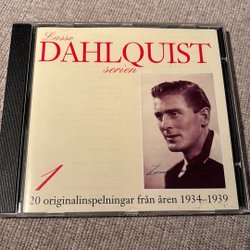 Lasse
DAHLQUIST
serien
1
20 originalinspelningar från åren 1934–1939